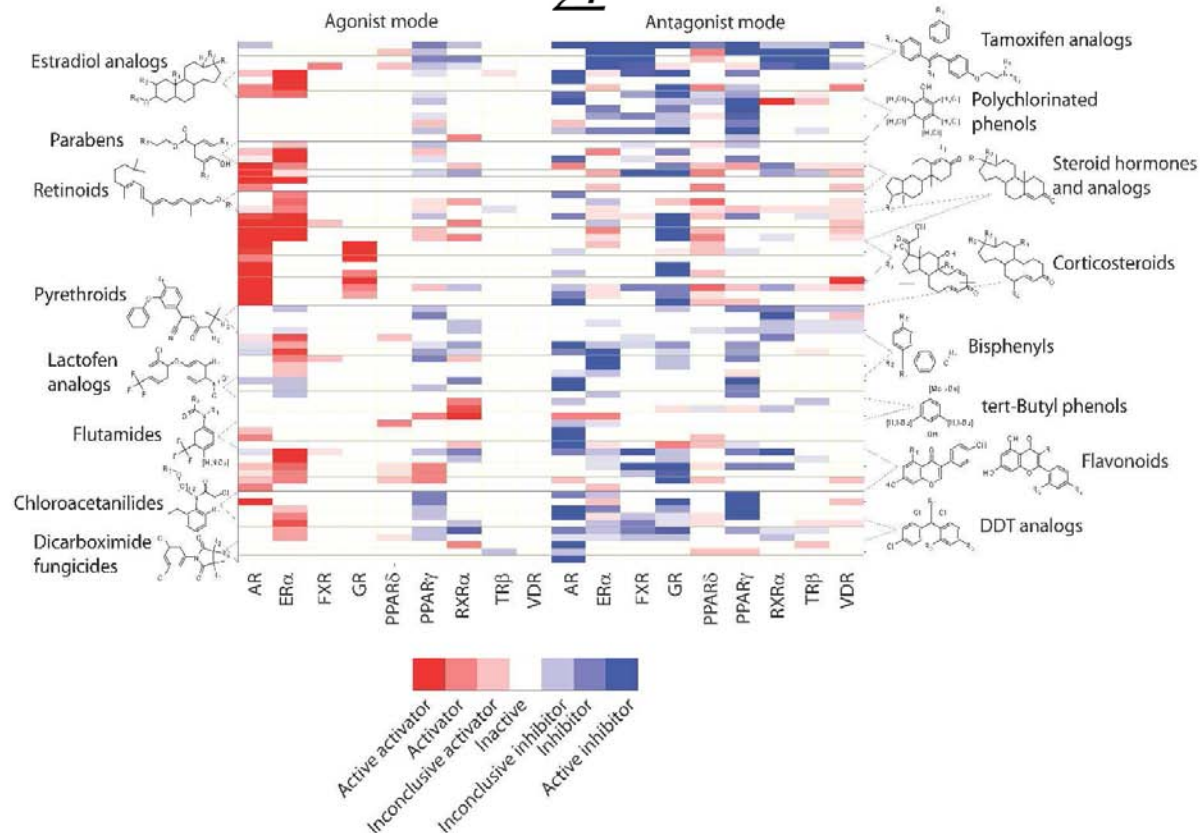 Agonist mode
Antagonist mode
Estradiol analogs
Parabens
Retinoids
Pyrethroids
Lactofen
analogs
Flutamides
Chloroacetanilides
Dicarboximide
fungicides
Tamoxifen analogs
Polychlorinated
phenols
Steroid hormones
and analogs
Corticosteroids
Bisphenyls
tert-Butyl phenols
Flavonoids
DDT analogs
AR
ERα
FXR
GR
PPARδ
PPARγ
RXRα
TRβ
VDR
AR
ERα
FXR
GR
PPARδ
PPARγ
RXRα
TRβ
VDR
Active activator
Activator
Inconclusive activator
Inactive
Inconclusive inhibitor
Inhibitor
Active inhibitor